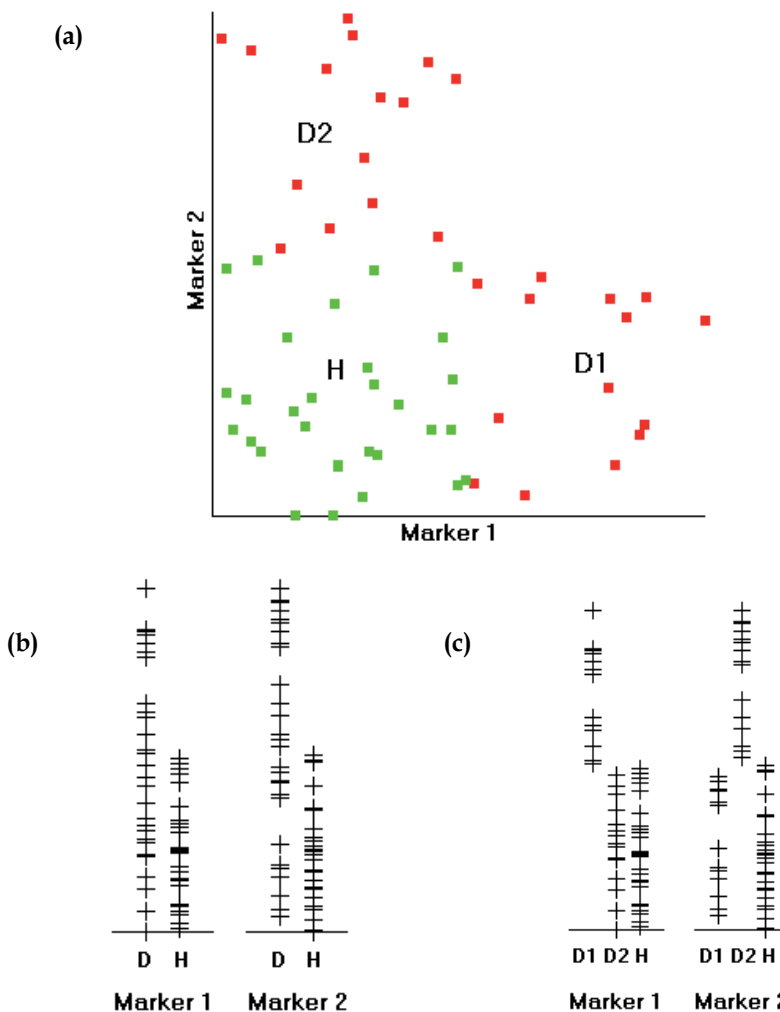 (a)
D2
Marker 2
H
D1
Marker 1
(b)
(c)
D H
D H
D1 D2 H
D1 D2 H
Marker 1
Marker 2
Marker 1
Marker 2